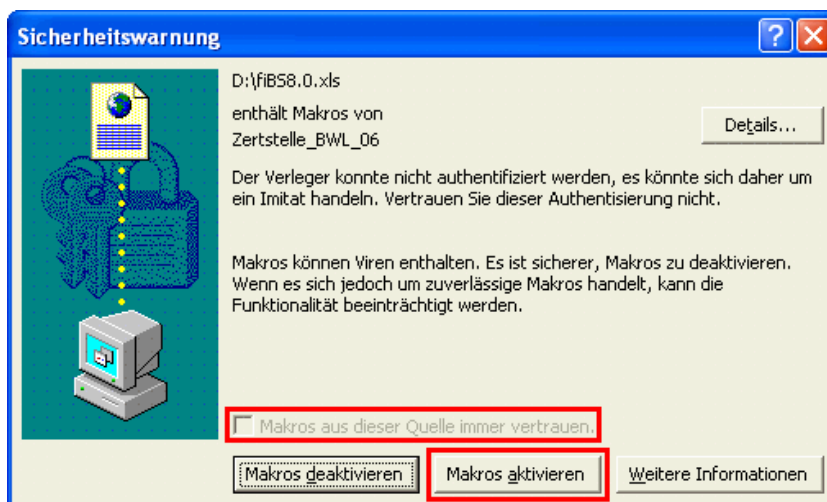 Sicherheitswarnung
D:\fiBS8.0.xls
enthält Makros von
Zertstelle_BWL_06
Details...
Der Verleger konnte nicht authentifiziert werden, es könnte sich daher um
ein Imitat handeln. Vertrauen Sie dieser Authentisierung nicht.
Makros können Viren enthalten. Es ist sicherer, Makros zu deaktivieren.
Wenn es sich jedoch um zuverlässige Makros handelt, kann die
Funktionalität beeinträchtigt werden.
Makros aus dieser Quelle immer vertrauen.
Makros deaktivieren
Makros aktivieren
Weitere Informationen